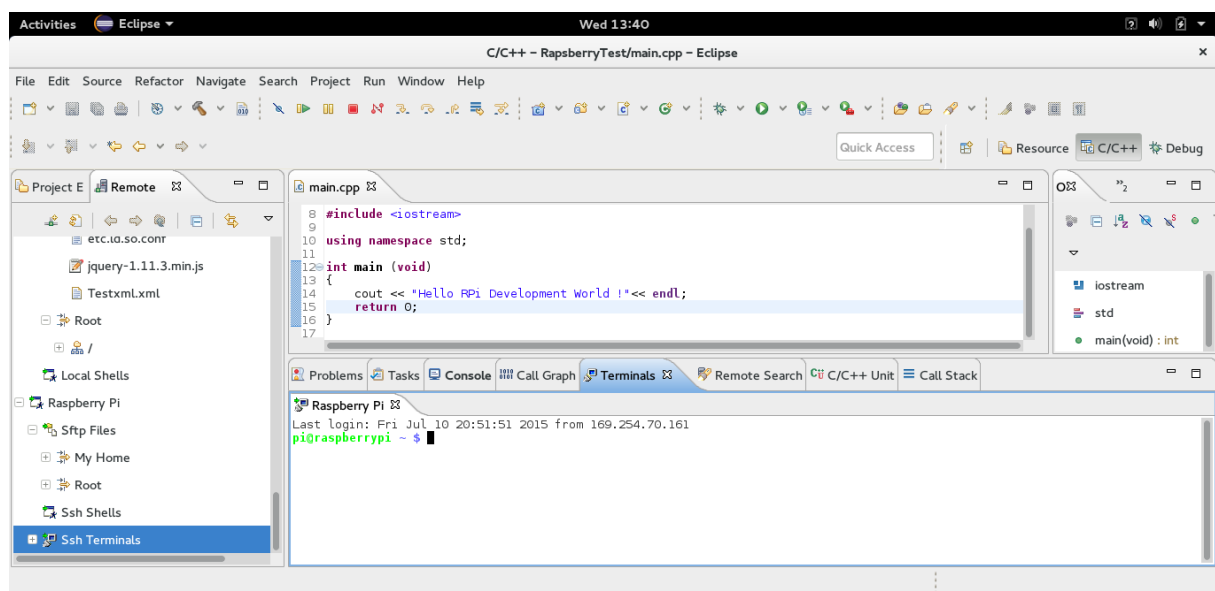 Activities Eclipse Wed 13:40
C/C++ – RapsberryTest/main.cpp – Eclipse ×
File Edit Source Refactor Navigate Search Project Run Window Help
Quick Access Resource C/C++ Debug
Project E Remote
etc.ld.so.conf
jquery-1.11.3.min.js
Testxml.xml
Root
/
Local Shells
Raspberry Pi
Sftp Files
My Home
Root
Ssh Shells
Ssh Terminals
main.cpp
8 #include <iostream>
9
10 using namespace std;
11
12 int main (void)
13 {
14 cout << "Hello RPi Development World !"<< endl;
15 return 0;
16 }
17
O »2
iostream
std
main(void) : int
Problems Tasks Console Call Graph Terminals Remote Search C/C++ Unit Call Stack
Raspberry Pi
Last login: Fri Jul 10 20:51:51 2015 from 169.254.70.161
pi@raspberrypi ~ $